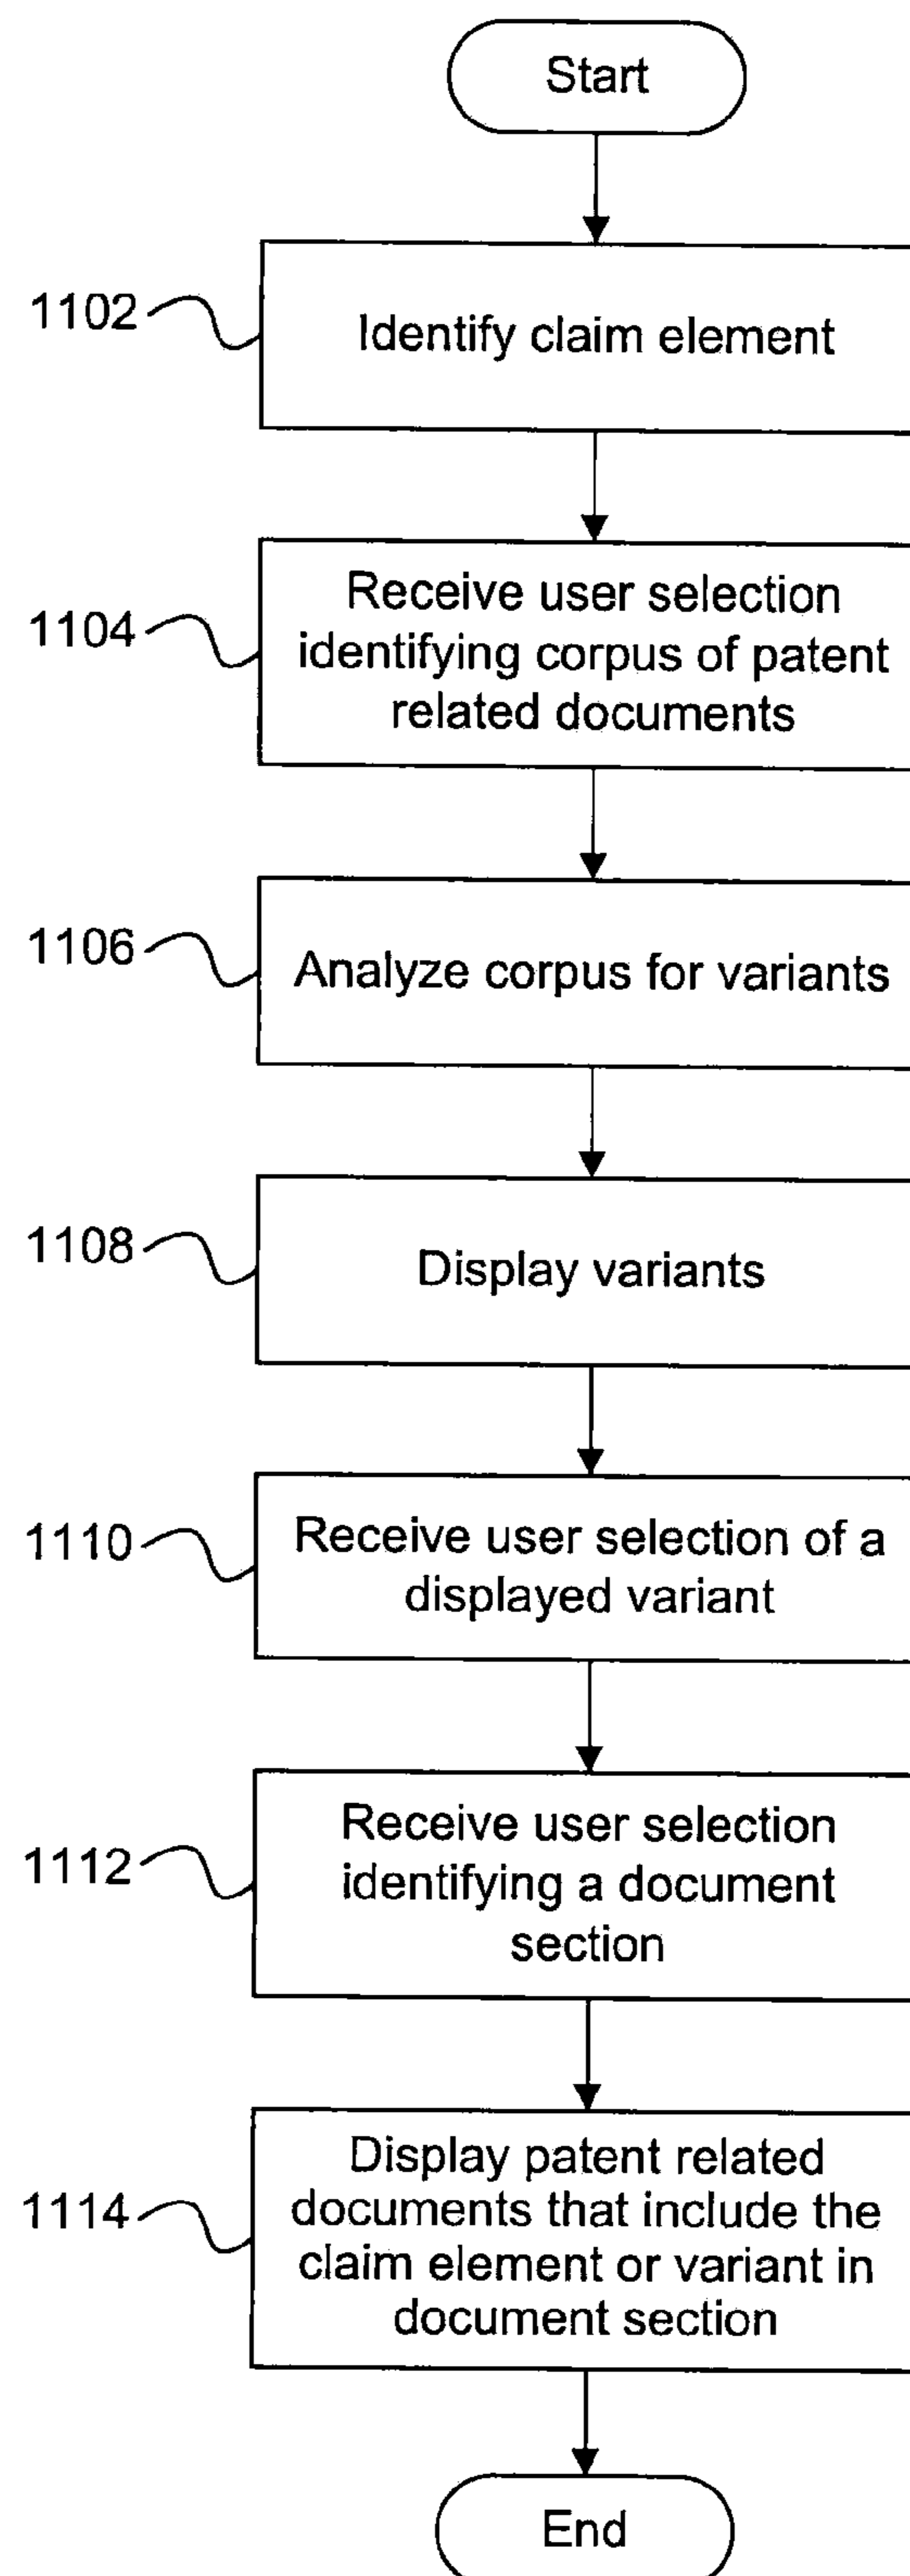 Start
1102
Identify claim element
1104
Receive user selection
identifying corpus of patent
related documents
1106
Analyze corpus for variants
1108
Display variants
1110
Receive user selection of a
displayed variant
1112
Receive user selection
identifying a document
section
1114
Display patent related
documents that include the
claim element or variant in
document section
End